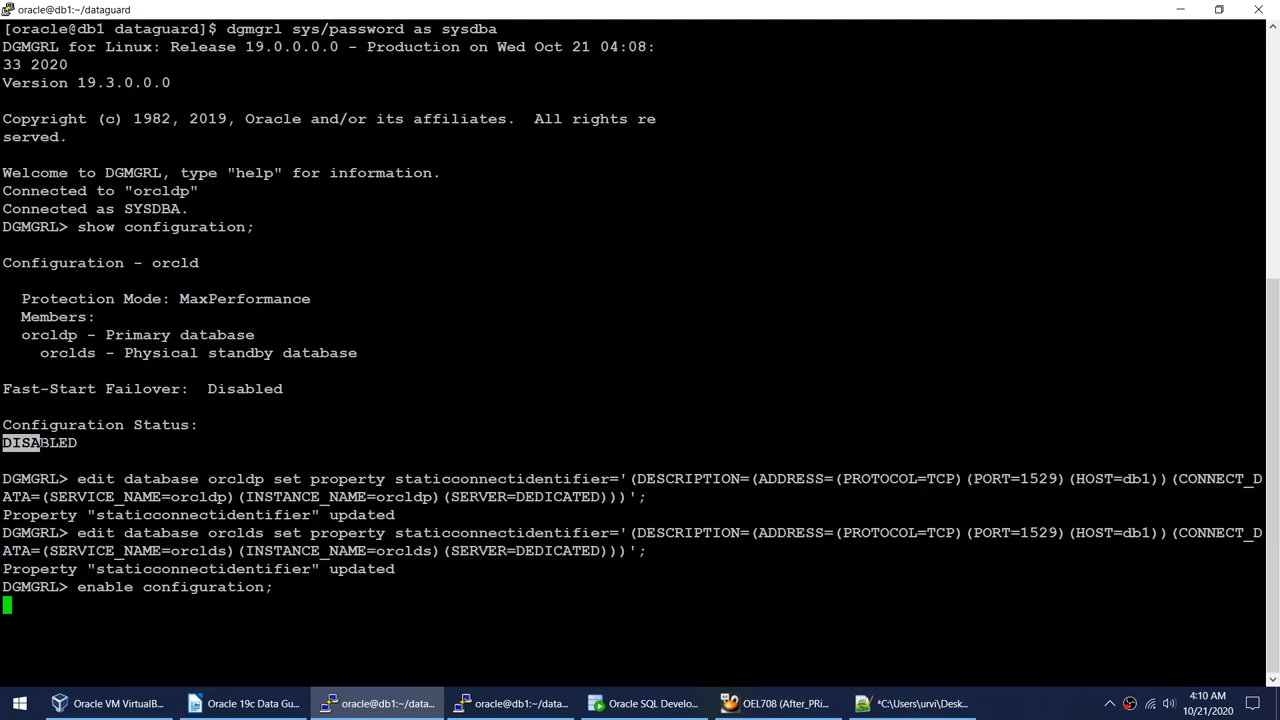 oracle@db1:~/dataguard
[oracle@db1 dataguard]$ dgmgrl sys/password as sysdba
DGMGRL for Linux: Release 19.0.0.0.0 - Production on Wed Oct 21 04:08:
33 2020
Version 19.3.0.0.0
Copyright (c) 1982, 2019, Oracle and/or its affiliates.  All rights re
served.
Welcome to DGMGRL, type "help" for information.
Connected to "orcldp"
Connected as SYSDBA.
DGMGRL> show configuration;
Configuration - orcld
Protection Mode: MaxPerformance
Members:
orcldp - Primary database
orclds - Physical standby database
Fast-Start Failover:  Disabled
Configuration Status:
DISABLED
DGMGRL> edit database orcldp set property staticconnectidentifier='(DESCRIPTION=(ADDRESS=(PROTOCOL=TCP)(PORT=1529)(HOST=db1))(CONNECT_D
ATA=(SERVICE_NAME=orcldp)(INSTANCE_NAME=orcldp)(SERVER=DEDICATED)))';
Property "staticconnectidentifier" updated
DGMGRL> edit database orclds set property staticconnectidentifier='(DESCRIPTION=(ADDRESS=(PROTOCOL=TCP)(PORT=1529)(HOST=db1))(CONNECT_D
ATA=(SERVICE_NAME=orclds)(INSTANCE_NAME=orclds)(SERVER=DEDICATED)))';
Property "staticconnectidentifier" updated
DGMGRL> enable configuration;
Oracle VM VirtualB... Oracle 19c Data Gu... oracle@db1:~/data... oracle@db1:~/data... Oracle SQL Develo... OEL708 (After_PRi... *C:\Users\urvi\Desk... 4:10 AM
10/21/2020